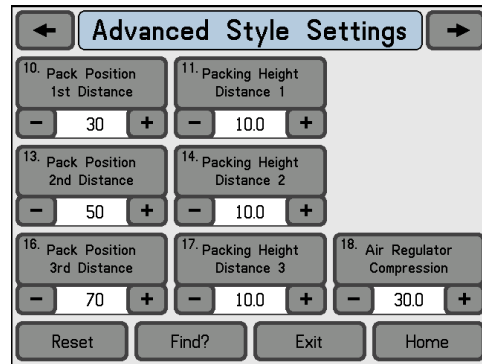 ← Advanced Style Settings →
10. Pack Position
1st Distance
11. Packing Height
Distance 1
− 30 + − 10.0 +
13. Pack Position
2nd Distance
14. Packing Height
Distance 2
− 50 + − 10.0 +
16. Pack Position
3rd Distance
17. Packing Height
Distance 3
18. Air Regulator
Compression
− 70 + − 10.0 + − 30.0 +
Reset Find? Exit Home